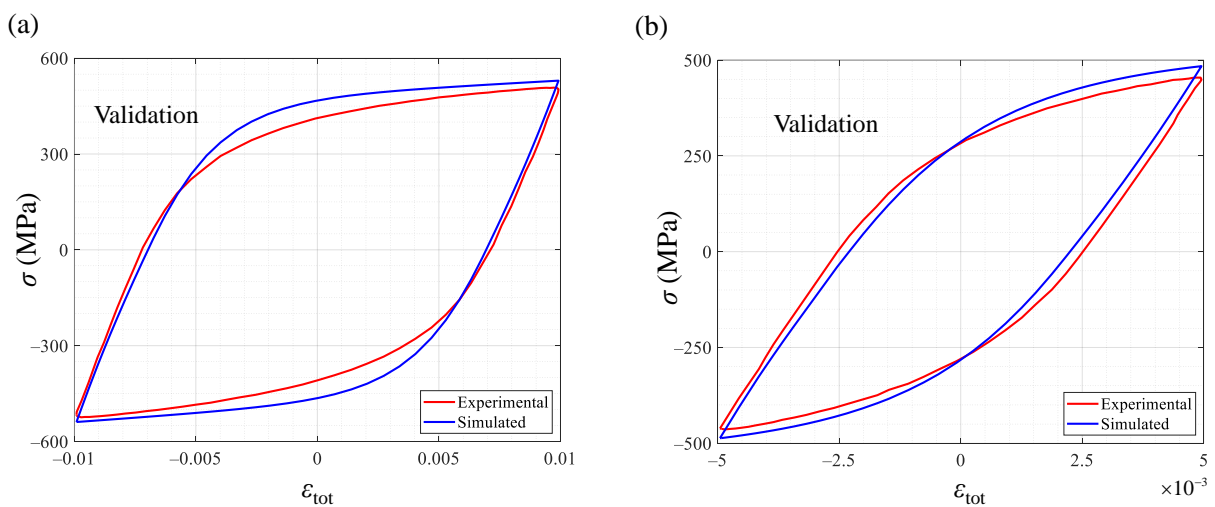 (a)
600
300
0
−300
−600
σ (MPa)
Validation
Experimental
Simulated
−0.01
−0.005
0
0.005
0.01
εtot
(b)
500
250
0
−250
−500
σ (MPa)
Validation
Experimental
Simulated
−5
−2.5
0
2.5
5
×10⁻³
εtot